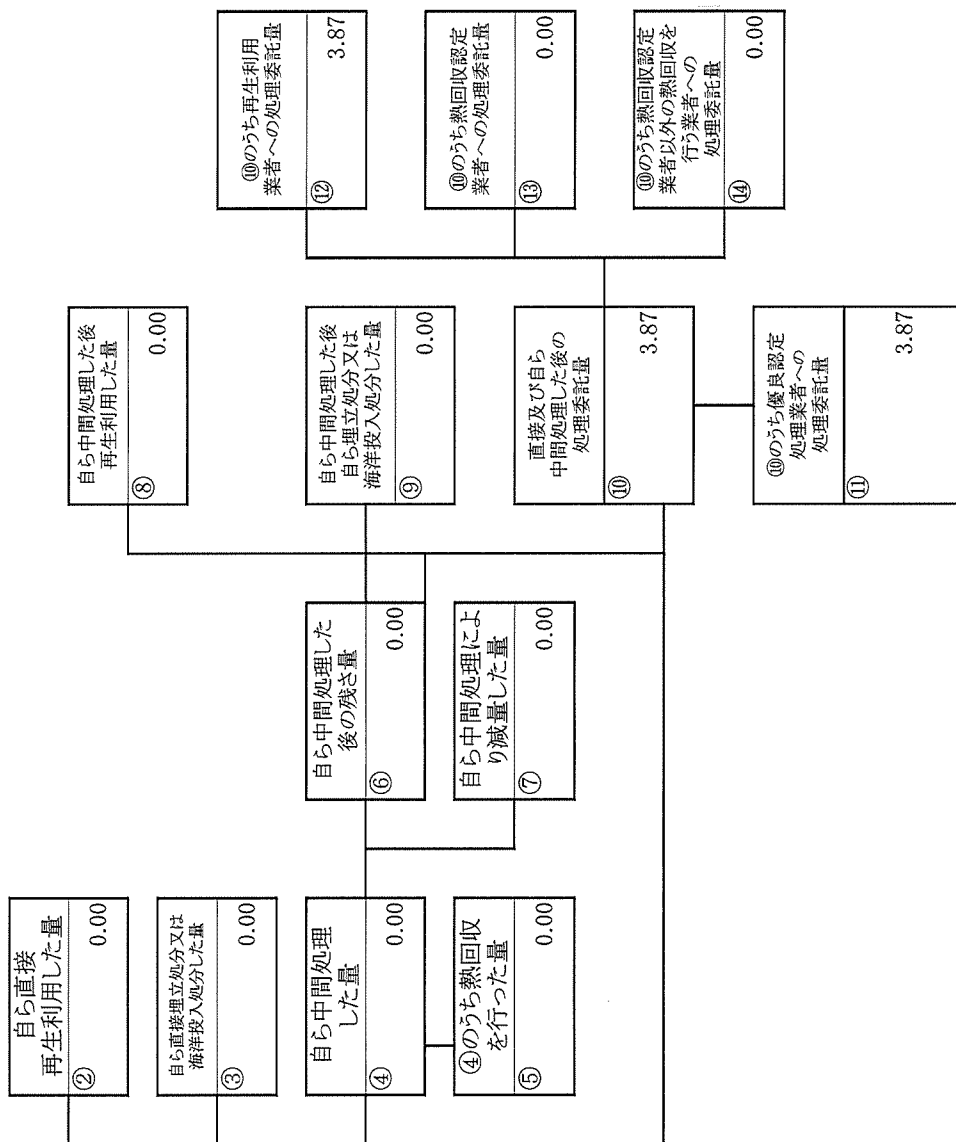 自ら直接
再生利用した量
②
0.00
自ら直接埋立処分又は
海洋投入処分した量
③
0.00
自ら中間処理
した量
④
0.00
④のうち熱回収
を行った量
⑤
0.00
自ら中間処理した
後の残さ量
⑥
0.00
自ら中間処理によ
り減量した量
⑦
0.00
自ら中間処理した後
再生利用した量
⑧
0.00
自ら中間処理した後
自ら埋立処分又は
海洋投入処分した量
⑨
0.00
直接及び自ら
中間処理した後の
処理委託量
⑩
3.87
⑩のうち優良認定
処理業者への
処理委託量
⑪
3.87
⑩のうち再生利用
業者への処理委託量
⑫
3.87
⑩のうち熱回収認定
業者への処理委託量
⑬
0.00
⑩のうち熱回収認定
業者以外の熱回収を
行う業者への
処理委託量
⑭
0.00